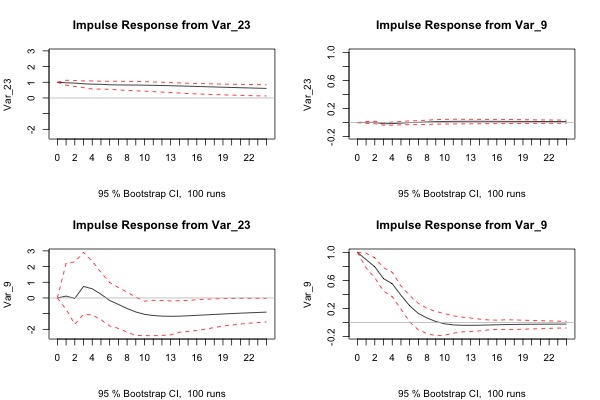 Impulse Response from Var_23
Var_23
3
2
1
0
-2
0 2 4 6 8 10 13 16 19 22
95 % Bootstrap CI, 100 runs
Impulse Response from Var_9
Var_23
1.0
0.6
0.2
-0.2
0 2 4 6 8 10 13 16 19 22
95 % Bootstrap CI, 100 runs
Impulse Response from Var_23
Var_9
3
2
1
0
-2
0 2 4 6 8 10 13 16 19 22
95 % Bootstrap CI, 100 runs
Impulse Response from Var_9
Var_9
1.0
0.6
0.2
-0.2
0 2 4 6 8 10 13 16 19 22
95 % Bootstrap CI, 100 runs